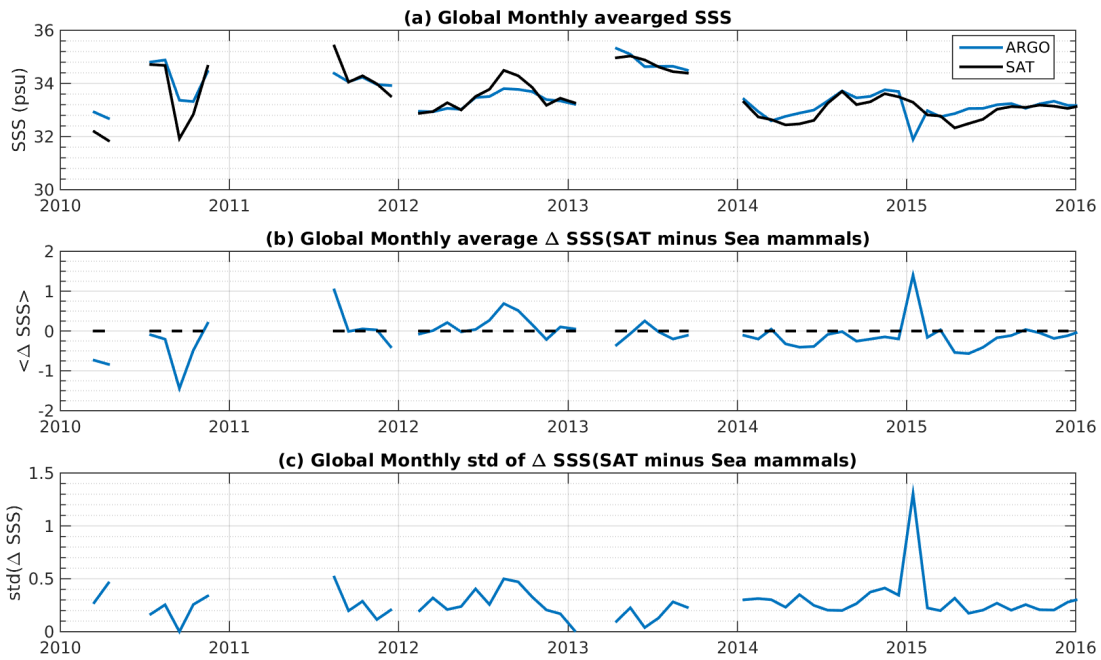 (a) Global Monthly avearged SSS
36
34
32
30
SSS (psu)
ARGO
SAT
2010 2011 2012 2013 2014 2015 2016
(b) Global Monthly average Δ SSS(SAT minus Sea mammals)
2
1
0
-1
-2
<Δ SSS>
2010 2011 2012 2013 2014 2015 2016
(c) Global Monthly std of Δ SSS(SAT minus Sea mammals)
1.5
1
0.5
0
std(Δ SSS)
2010 2011 2012 2013 2014 2015 2016